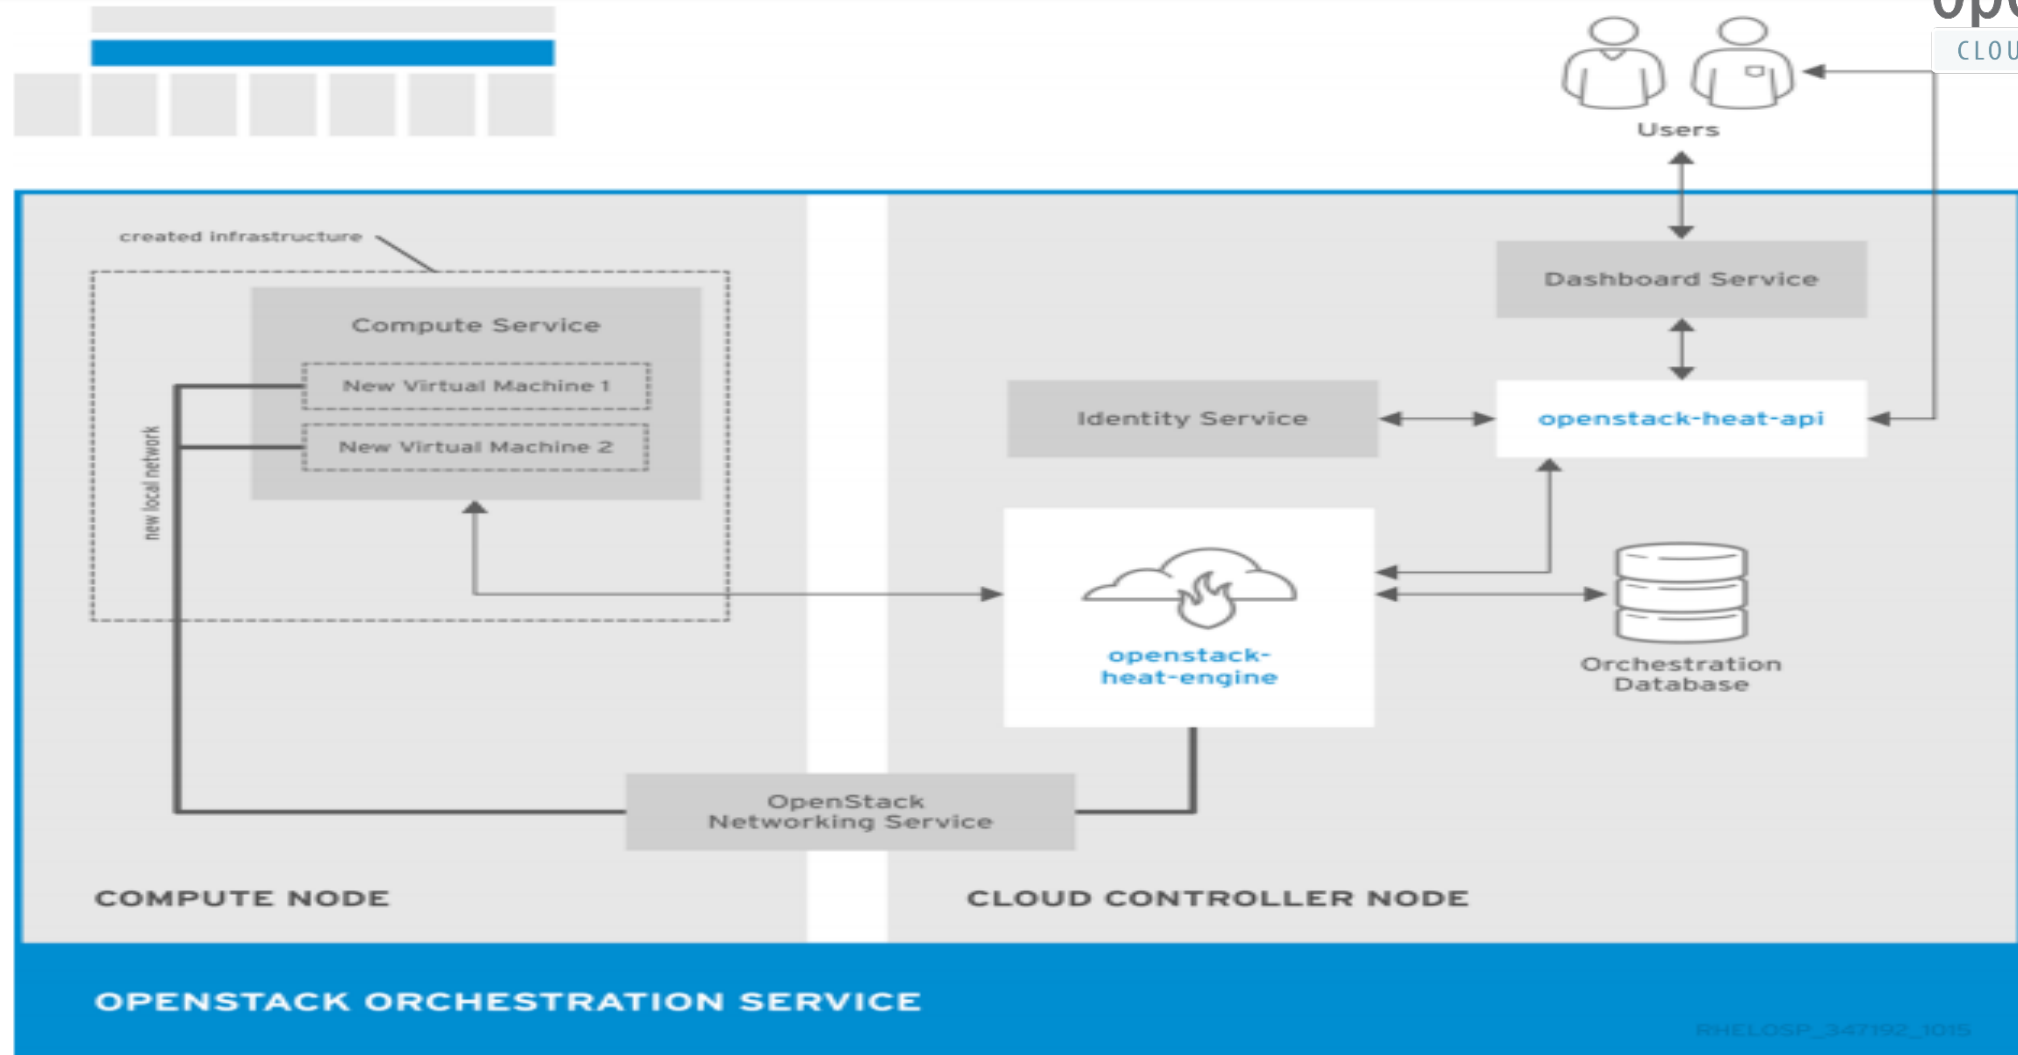 CLOU
Users
created infrastructure
Dashboard Service
Compute Service
New Virtual Machine 1
New Virtual Machine 2
new local network
Identity Service
openstack-heat-api
openstack-
heat-engine
Orchestration
Database
OpenStack
Networking Service
COMPUTE NODE
CLOUD CONTROLLER NODE
OPENSTACK ORCHESTRATION SERVICE
RHELOSP_347192_1015